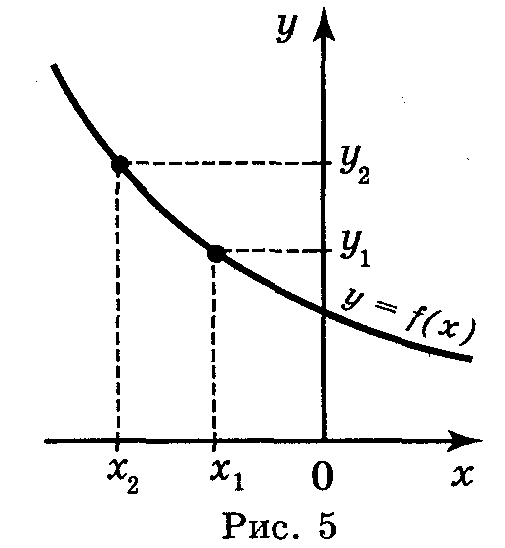 y
y₂
y₁
y = f(x)
x₂ x₁ 0 x
Рис. 5